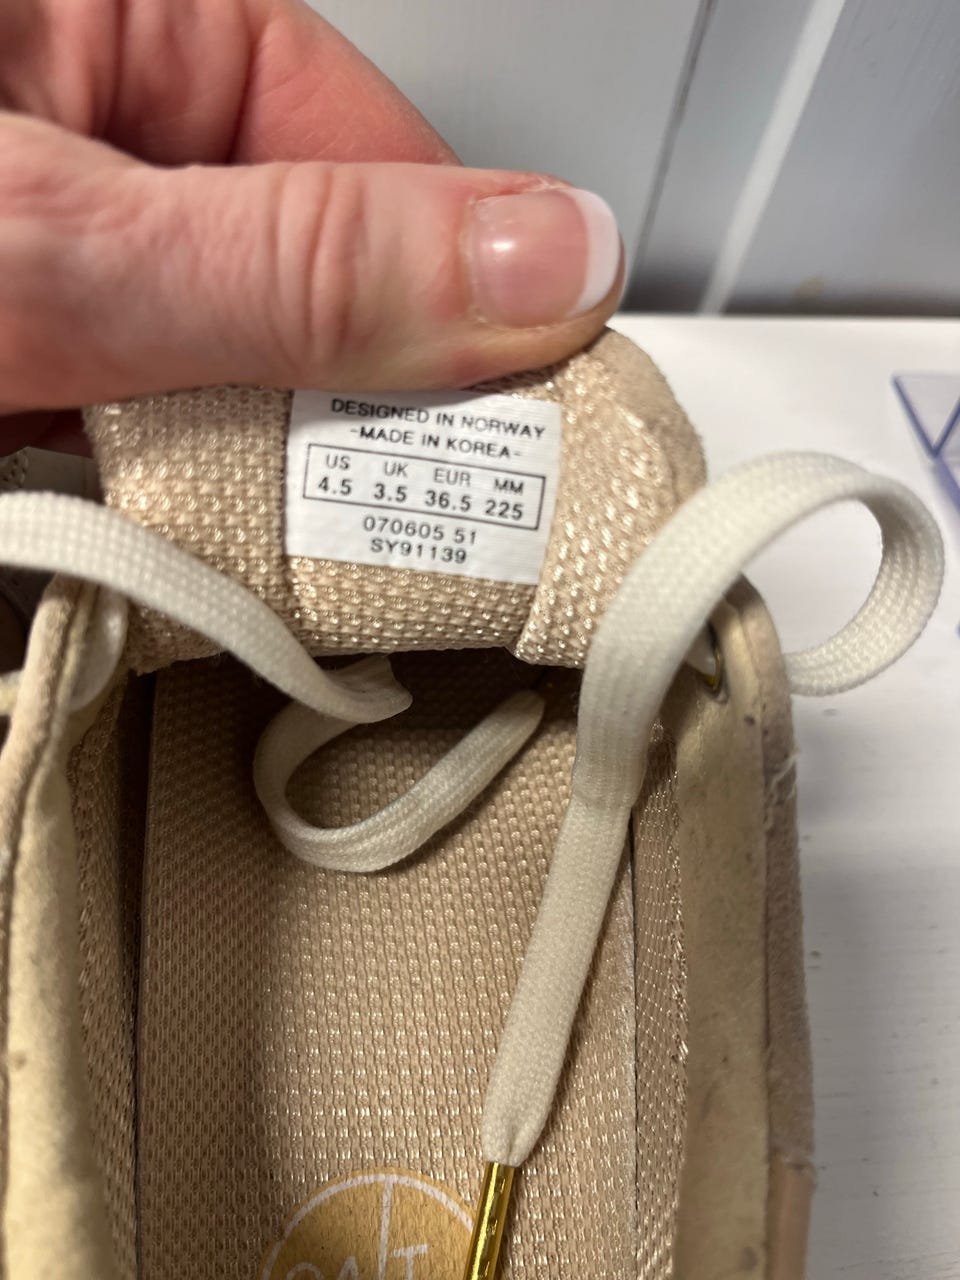 DESIGNED IN NORWAY
-MADE IN KOREA-
US UK EUR MM
4.5 3.5 36.5 225
070605 51
SY91139